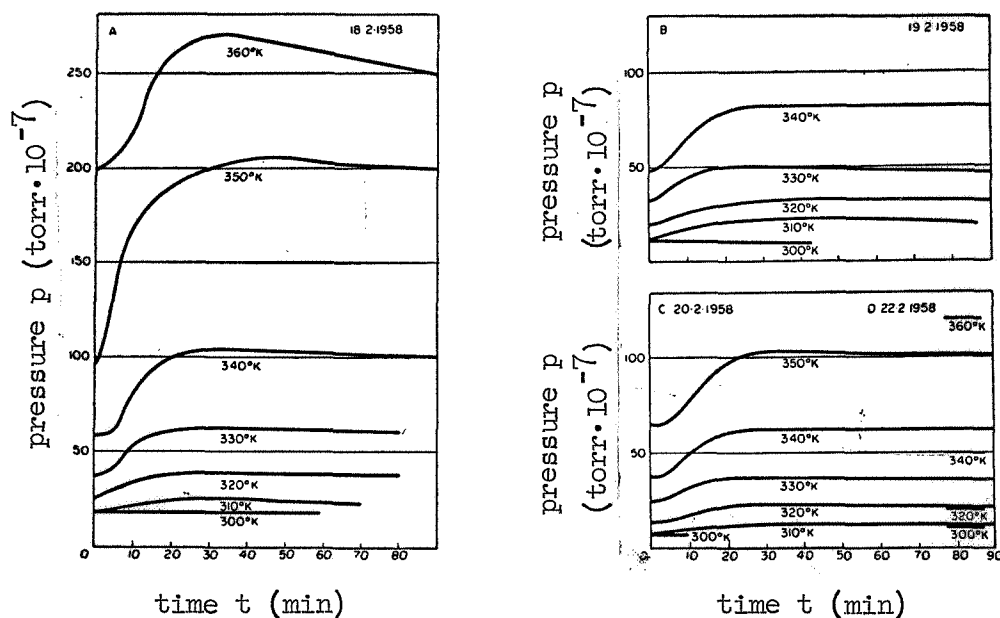 A 18·2·1958
360°K
350°K
340°K
330°K
320°K
310°K
300°K
250
200
150
100
50
0 10 20 30 40 50 60 70 80
pressure p (torr·10⁻⁷)
time t (min)
B 19·2·1958
100
50
340°K
330°K
320°K
310°K
300°K
pressure p
(torr·10⁻⁷)
C 20·2·1958 D 22·2·1958
360°K
100
350°K
340°K
50
340°K
330°K
320°K
320°K
310°K
300°K
300°K
0 10 20 30 40 50 60 70 80 90
pressure p
(torr·10⁻⁷)
time t (min)